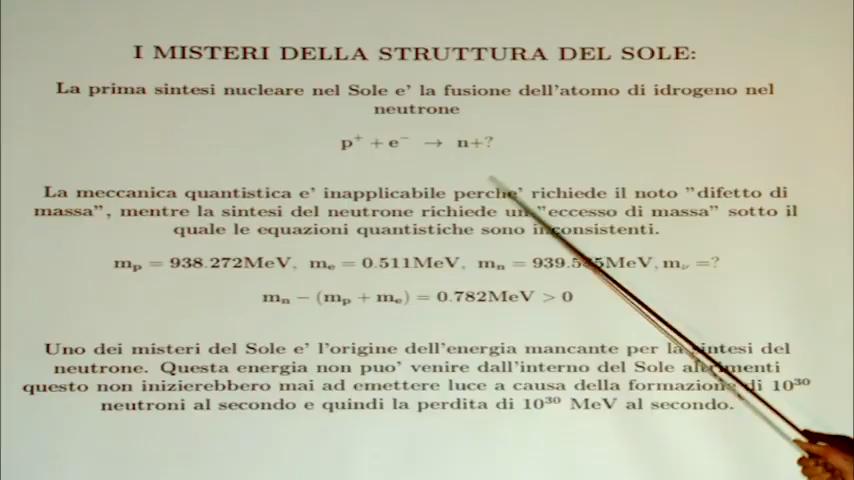 I MISTERI DELLA STRUTTURA DEL SOLE:
La prima sintesi nucleare nel Sole e' la fusione dell'atomo di idrogeno nel
neutrone
p⁺ + e⁻ → n+?
La meccanica quantistica e' inapplicabile perche' richiede il noto "difetto di
massa", mentre la sintesi del neutrone richiede un "eccesso di massa" sotto il
quale le equazioni quantistiche sono inconsistenti.
mₚ = 938.272MeV, mₑ = 0.511MeV, mₙ = 939.565MeV, mᵥ =?
mₙ − (mₚ + mₑ) = 0.782MeV > 0
Uno dei misteri del Sole e' l'origine dell'energia mancante per la sintesi del
neutrone. Questa energia non puo' venire dall'interno del Sole altrimenti
questo non inizierebbero mai ad emettere luce a causa della formazione di 10³⁰
neutroni al secondo e quindi la perdita di 10³⁰ MeV al secondo.